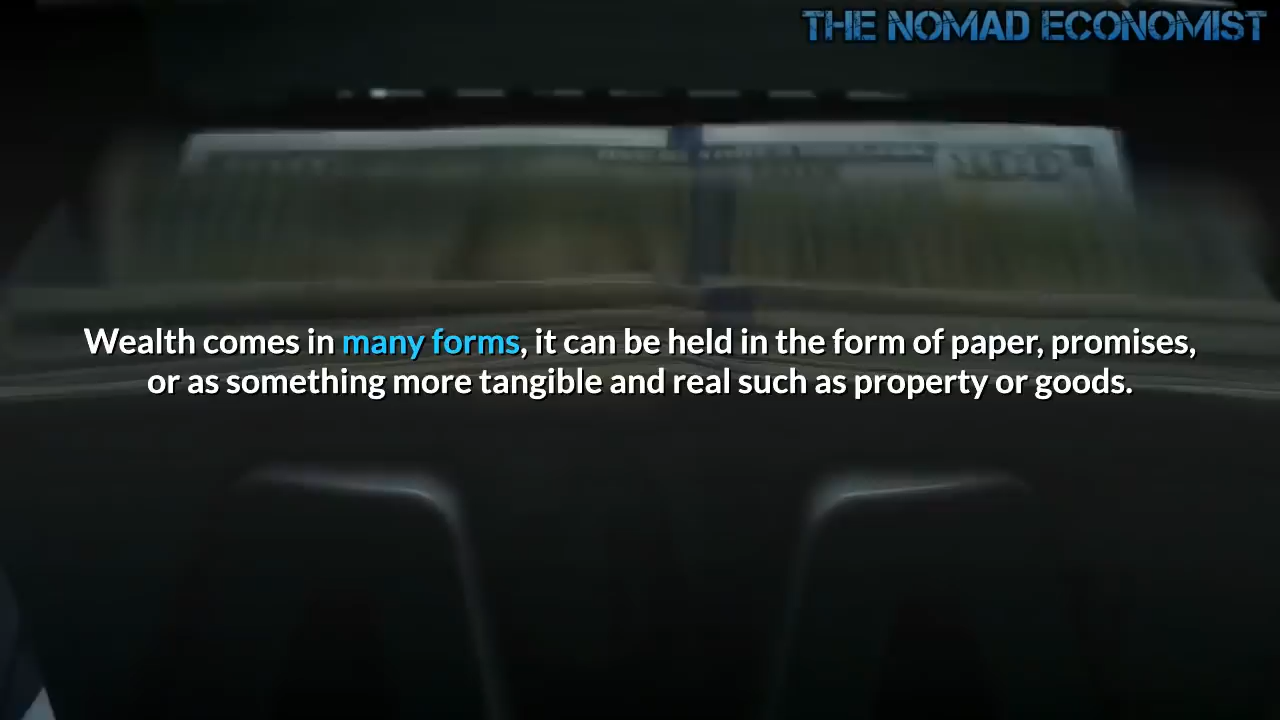 THE NOMAD ECONOMIST
Wealth comes in many forms, it can be held in the form of paper, promises,
or as something more tangible and real such as property or goods.